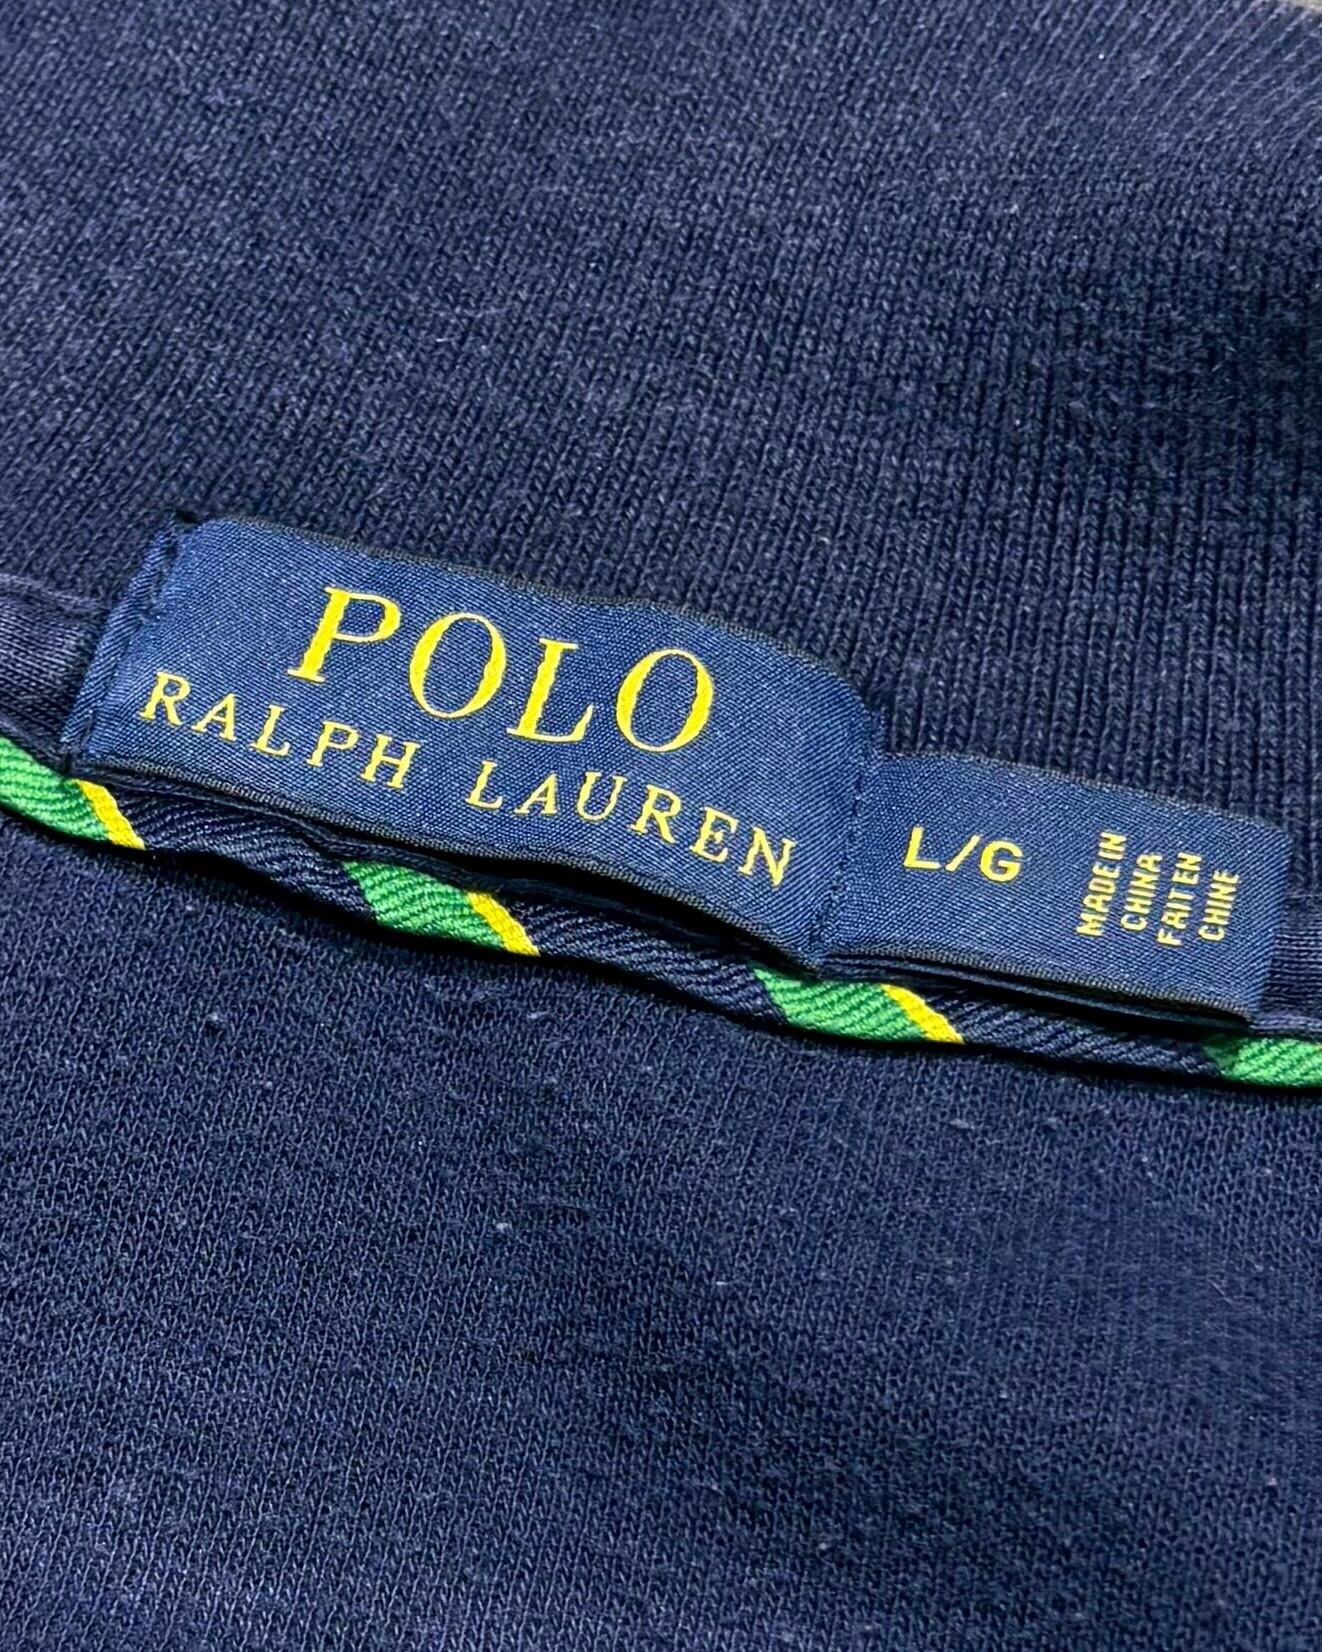 POLO
RALPH LAUREN
L/G
MADE IN
CHINA
FAIT EN
CHINE